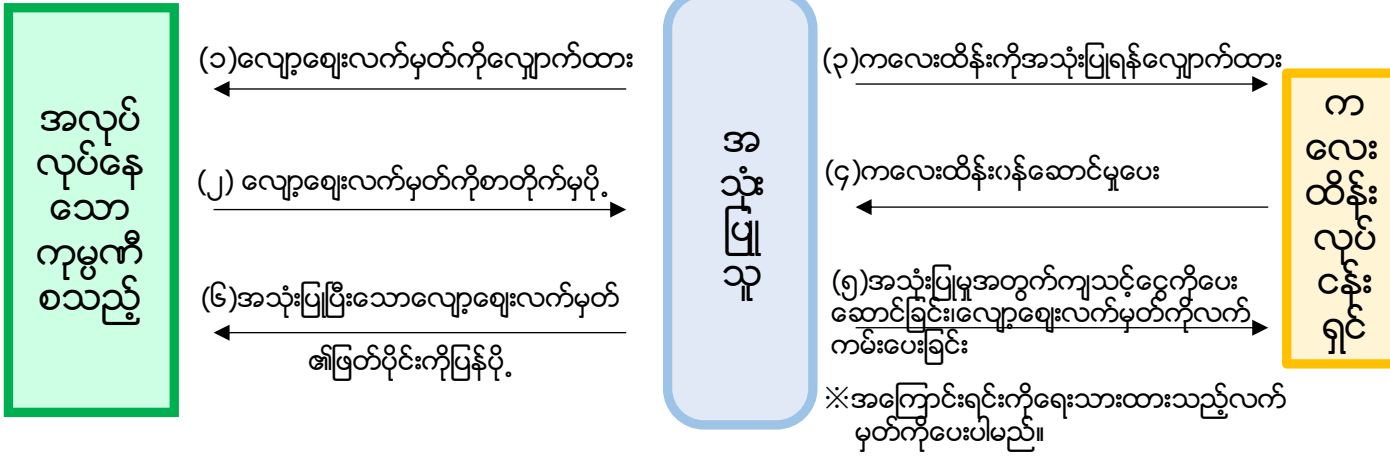 အလုပ်
လုပ်နေ
သော
ကုမ္ပဏီ
စသည့်
(၁)လျော့ဈေးလက်မှတ်ကိုလျှောက်ထား
(၂) လျော့ဈေးလက်မှတ်ကိုစာတိုက်မှပို့
(၆)အသုံးပြုပြီးသောလျော့ဈေးလက်မှတ်
၏ဖြတ်ပိုင်းကိုပြန်ပို့
အ
သုံး
ပြု
သူ
(၃)ကလေးထိန်းကိုအသုံးပြုရန်လျှောက်ထား
(၄)ကလေးထိန်းဝန်ဆောင်မှုပေး
(၅)အသုံးပြုမှုအတွက်ကျသင့်ငွေကိုပေး
ဆောင်ခြင်း၊လျော့ဈေးလက်မှတ်ကိုလက်
ကမ်းပေးခြင်း
※အကြောင်းရင်းကိုရေးသားထားသည့်လက်
မှတ်ကိုပေးပါမည်။
က
လေး
ထိန်း
လုပ်
ငန်း
ရှင်